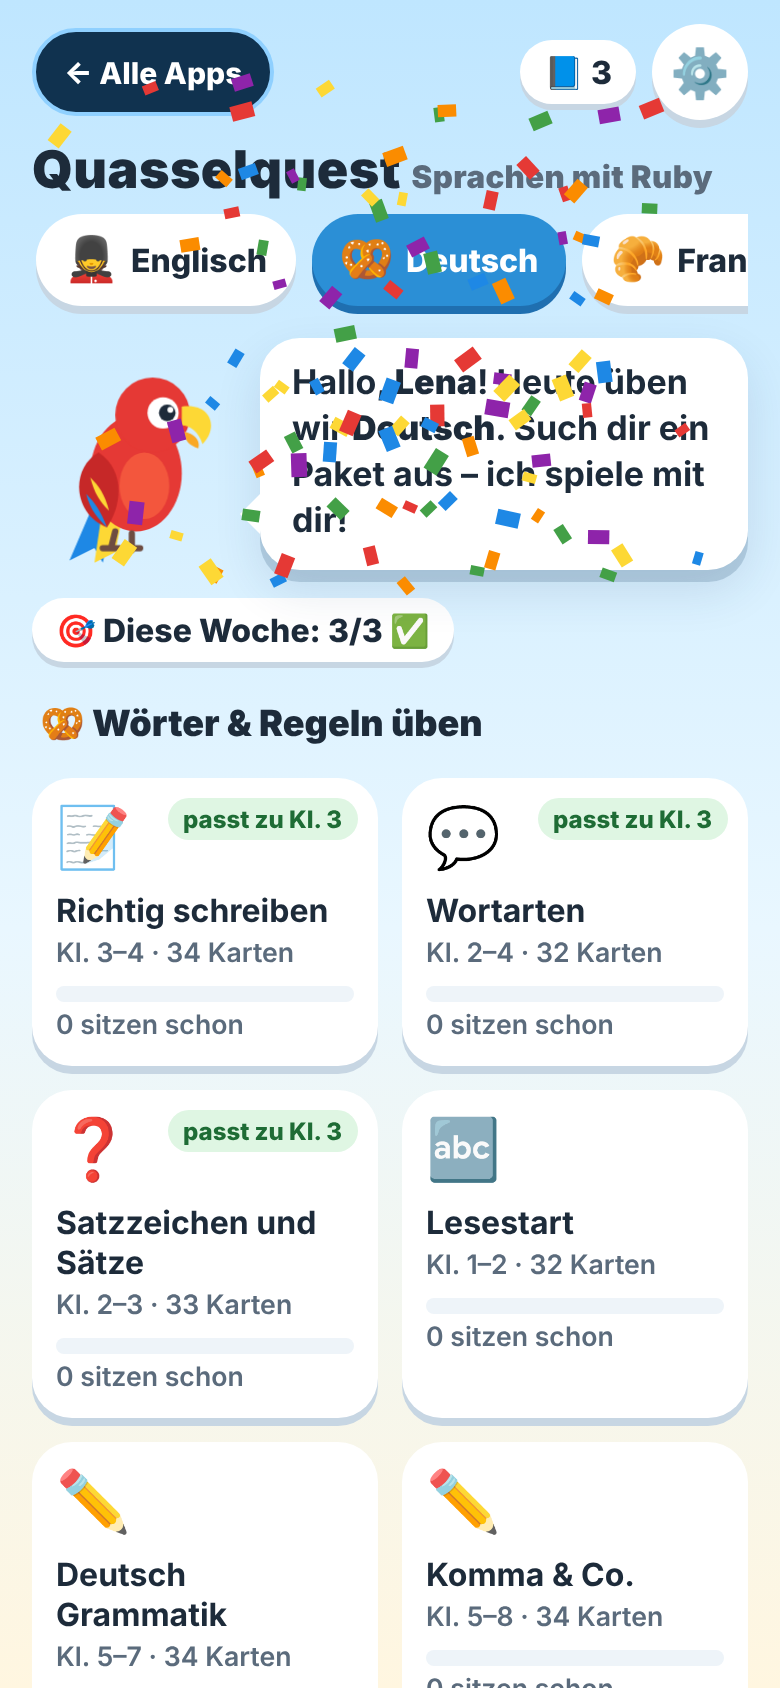 ← Alle Apps
3
Quasselquest Sprachen mit Ruby
Englisch
Deutsch
Fran
Hallo, Lena! Heute üben
wir Deutsch. Such dir ein
Paket aus – ich spiele mit
dir!
Diese Woche: 3/3
Wörter & Regeln üben
passt zu Kl. 3
Richtig schreiben
Kl. 3–4 · 34 Karten
0 sitzen schon
passt zu Kl. 3
Wortarten
Kl. 2–4 · 32 Karten
0 sitzen schon
passt zu Kl. 3
Satzzeichen und
Sätze
Kl. 2–3 · 33 Karten
0 sitzen schon
abc
Lesestart
Kl. 1–2 · 32 Karten
0 sitzen schon
Deutsch
Grammatik
Kl. 5–7 · 34 Karten
Komma & Co.
Kl. 5–8 · 34 Karten
0 sitzen schon